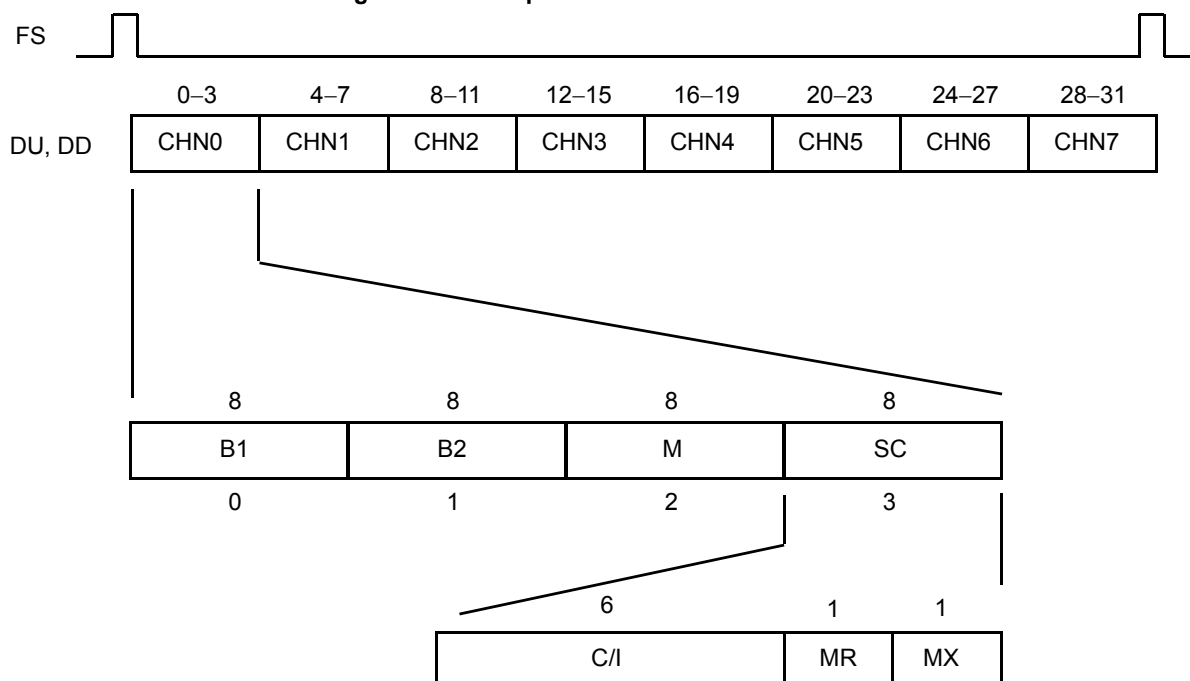 FS
0–3 4–7 8–11 12–15 16–19 20–23 24–27 28–31
DU, DD CHN0 CHN1 CHN2 CHN3 CHN4 CHN5 CHN6 CHN7
8 8 8 8
B1 B2 M SC
0 1 2 3
6 1 1
C/I MR MX